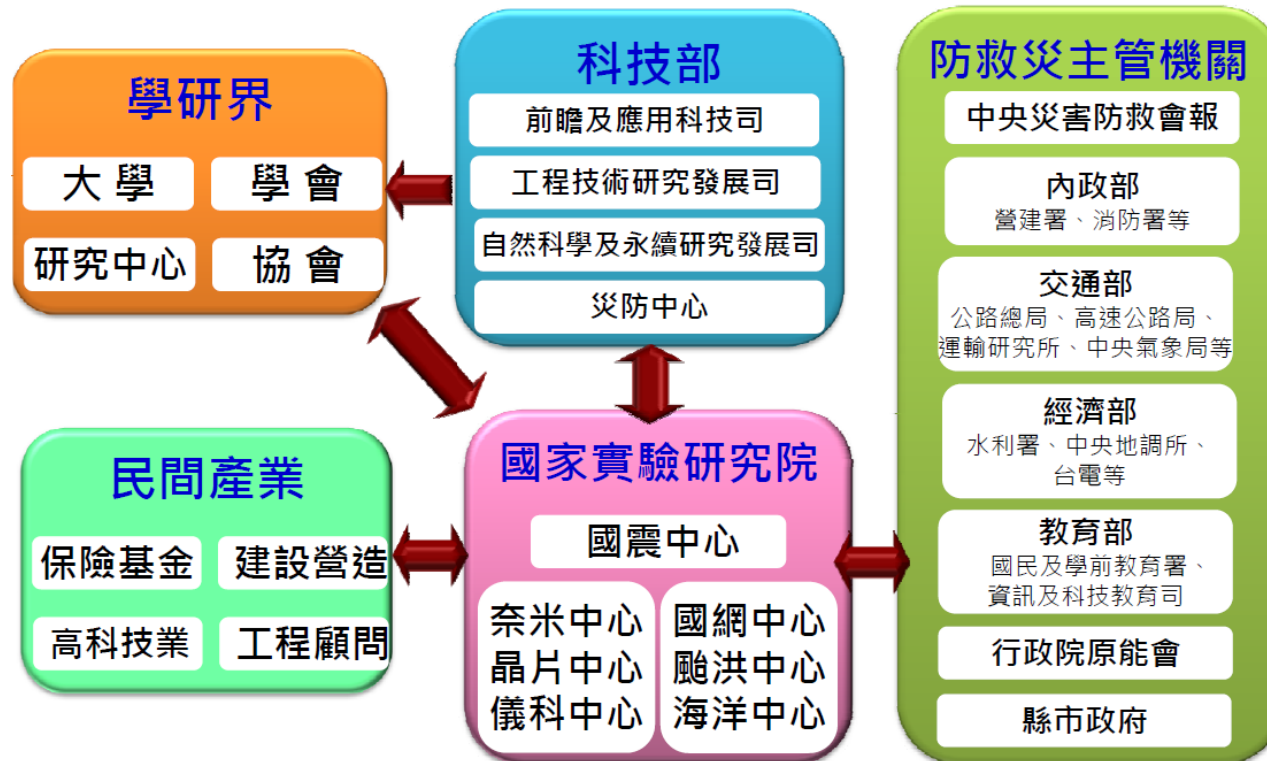 學研界
大學
學會
研究中心
協會
科技部
前瞻及應用科技司
工程技術研究發展司
自然科學及永續研究發展司
災防中心
防救災主管機關
中央災害防救會報
內政部
營建署、消防署等
交通部
公路總局、高速公路局、
運輸研究所、中央氣象局等
經濟部
水利署、中央地調所、
台電等
教育部
國民及學前教育署、
資訊及科技教育司
行政院原能會
縣市政府
民間產業
保險基金
建設營造
高科技業
工程顧問
國家實驗研究院
國震中心
奈米中心
晶片中心
儀科中心
國網中心
颱洪中心
海洋中心